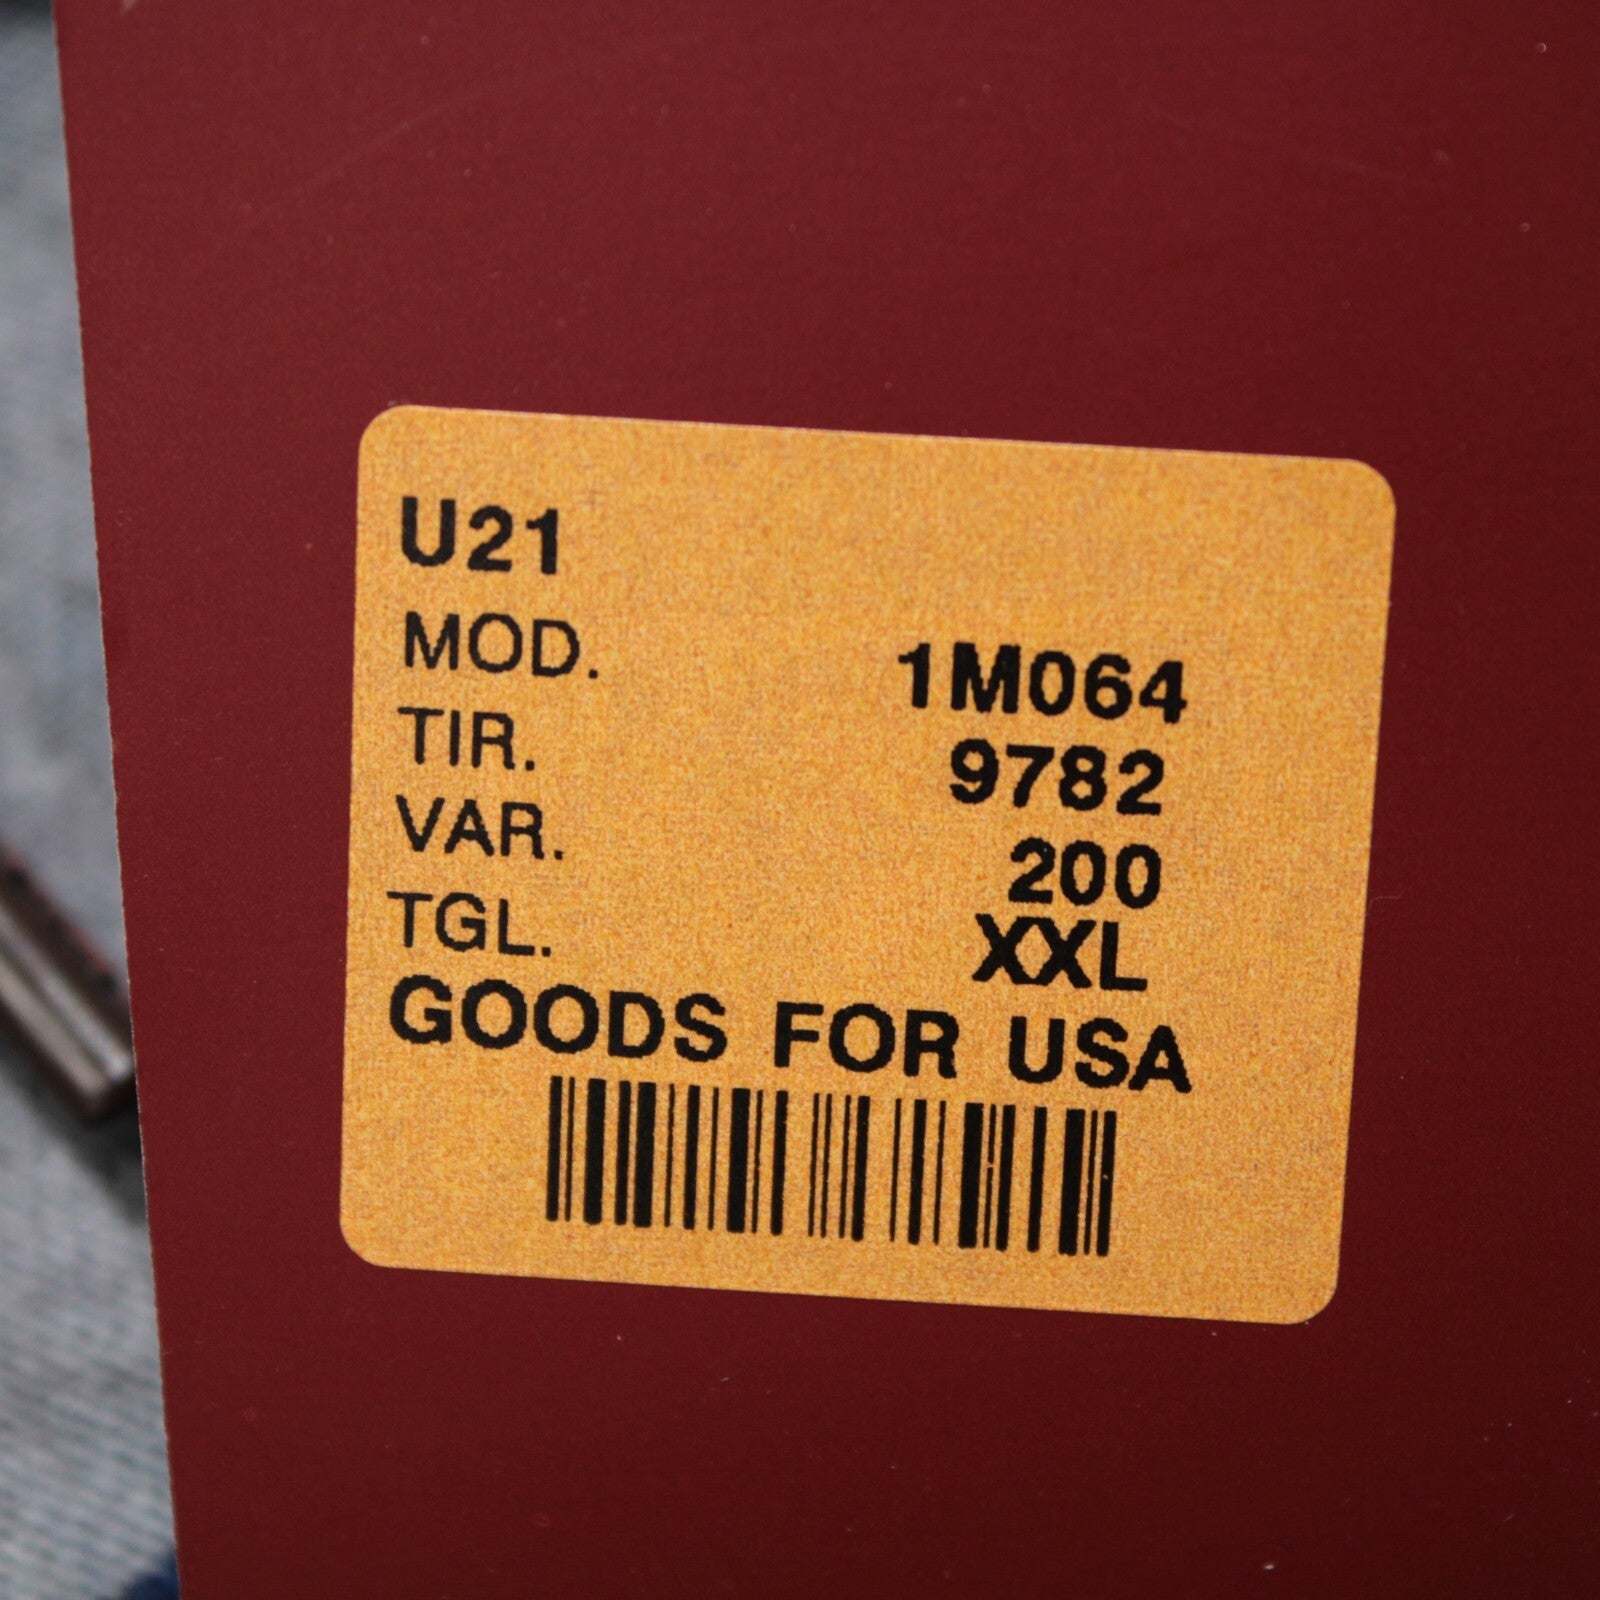 U21
MOD. 1M064
TIR. 9782
VAR. 200
TGL. XXL
GOODS FOR USA